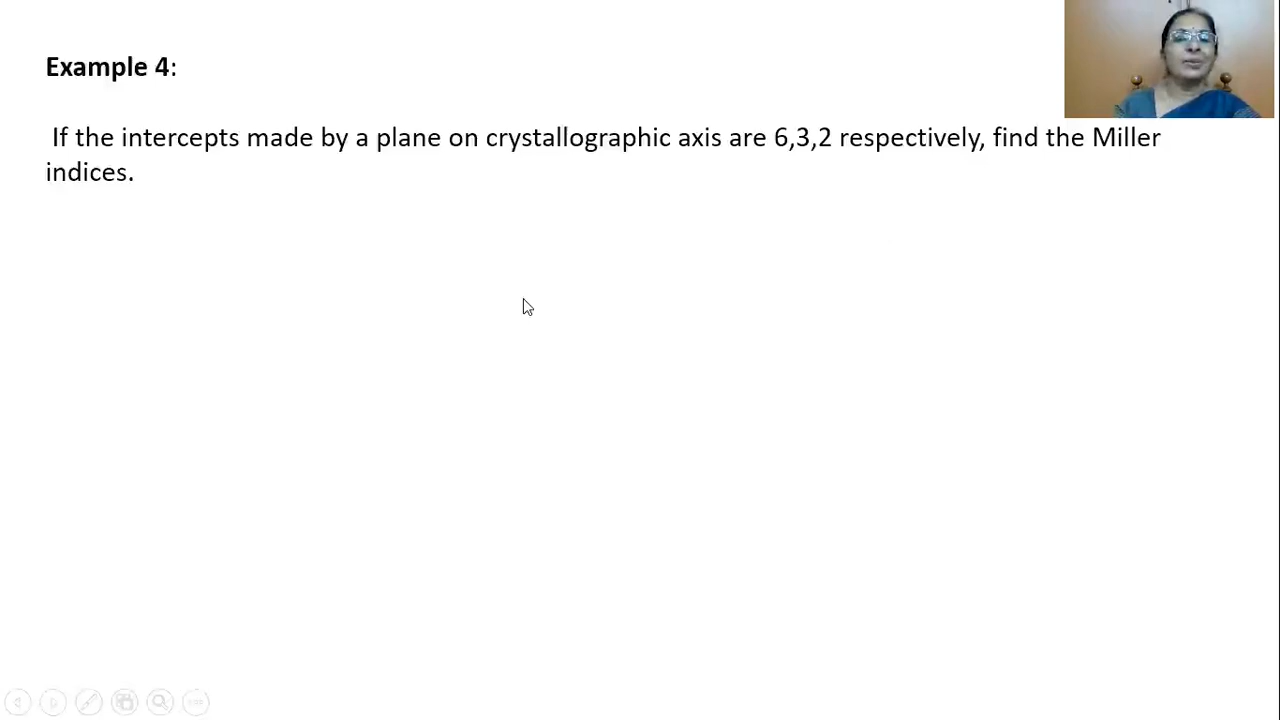 Example 4:
If the intercepts made by a plane on crystallographic axis are 6,3,2 respectively, find the Miller
indices.